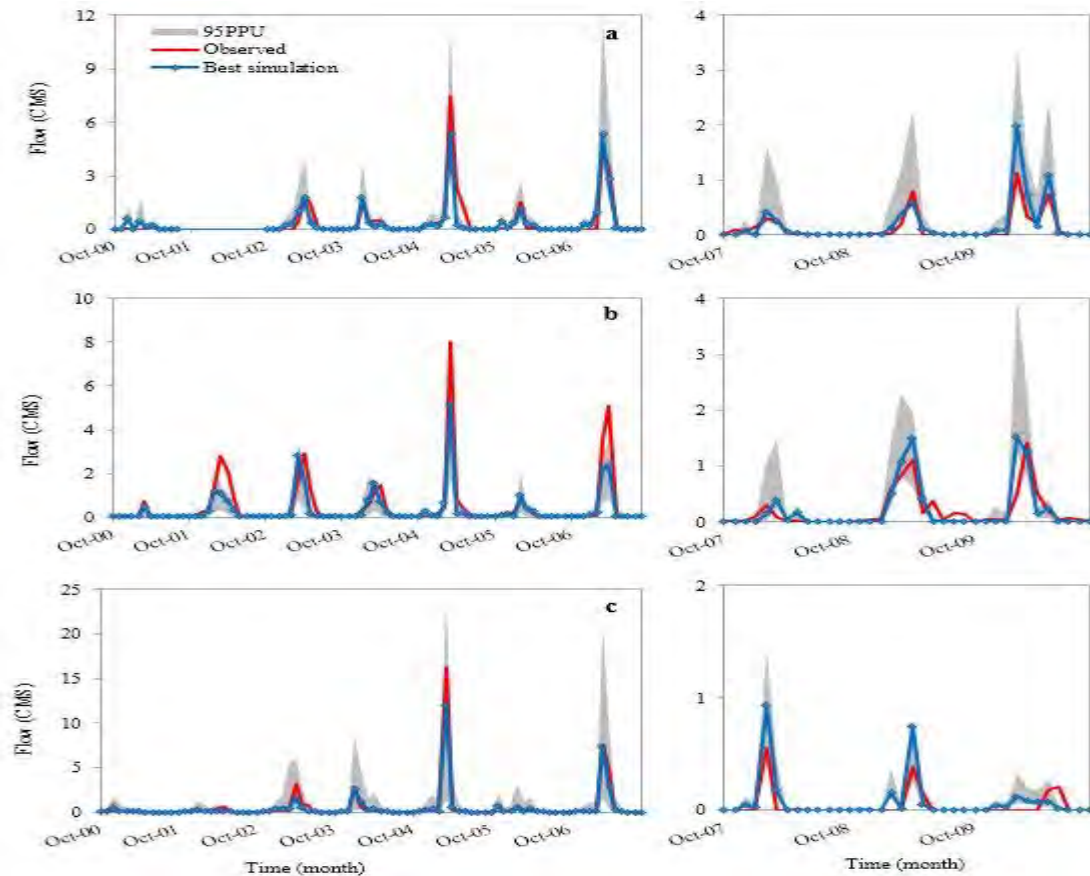 12
9
6
3
0
Flow (CMS)
95PPU
Observed
Best simulation
a
Oct-00
Oct-01
Oct-02
Oct-03
Oct-04
Oct-05
Oct-06
4
3
2
1
0
Oct-07
Oct-08
Oct-09
10
8
6
4
2
0
Flow (CMS)
b
Oct-00
Oct-01
Oct-02
Oct-03
Oct-04
Oct-05
Oct-06
4
3
2
1
0
Oct-07
Oct-08
Oct-09
25
20
15
10
5
0
Flow (CMS)
c
Oct-00
Oct-01
Oct-02
Oct-03
Oct-04
Oct-05
Oct-06
Time (month)
2
1
0
Oct-07
Oct-08
Oct-09
Time (month)